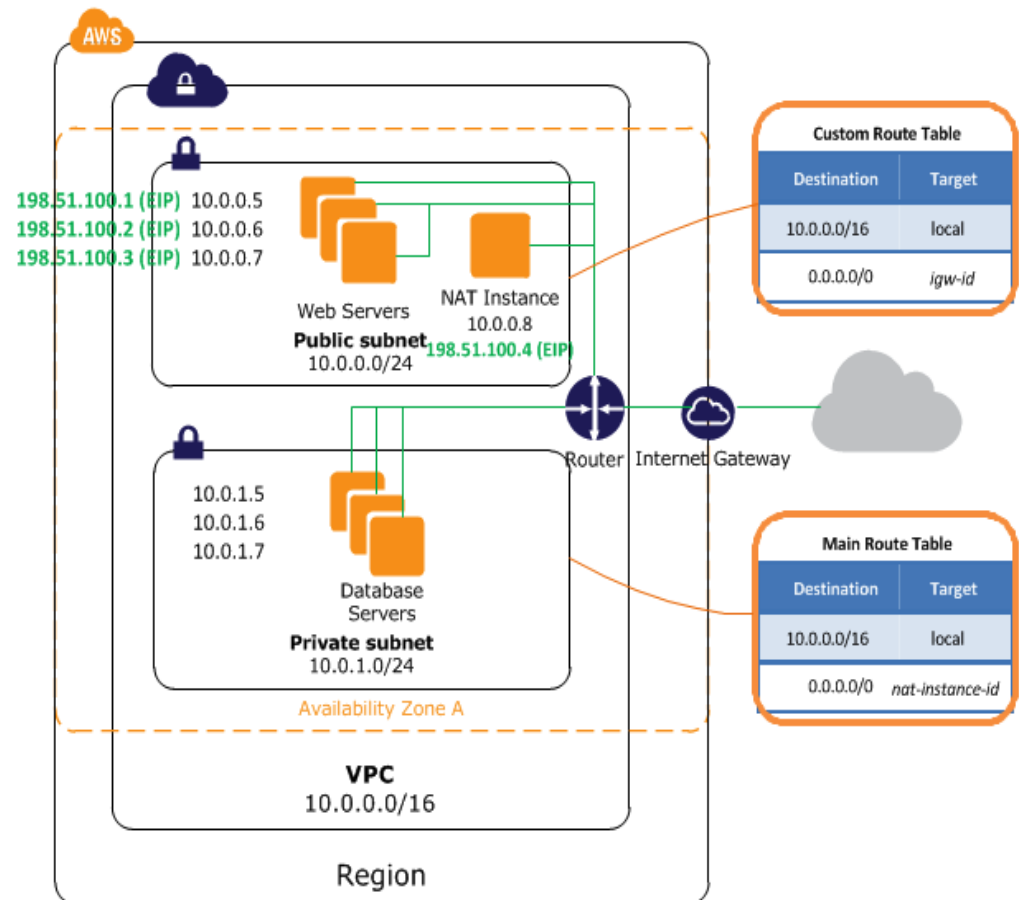 AWS
198.51.100.1 (EIP) 10.0.0.5
198.51.100.2 (EIP) 10.0.0.6
198.51.100.3 (EIP) 10.0.0.7
Web Servers
NAT Instance
10.0.0.8
198.51.100.4 (EIP)
Public subnet
10.0.0.0/24
Custom Route Table
Destination Target
10.0.0.0/16 local
0.0.0.0/0 igw-id
Router
Internet Gateway
10.0.1.5
10.0.1.6
10.0.1.7
Database
Servers
Private subnet
10.0.1.0/24
Main Route Table
Destination Target
10.0.0.0/16 local
0.0.0.0/0 nat-instance-id
Availability Zone A
VPC
10.0.0.0/16
Region